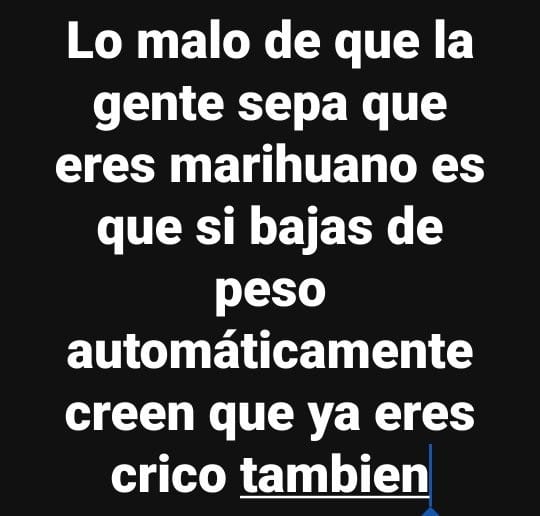 Lo malo de que la
gente sepa que
eres marihuano es
que si bajas de
peso
automáticamente
creen que ya eres
crico tambien